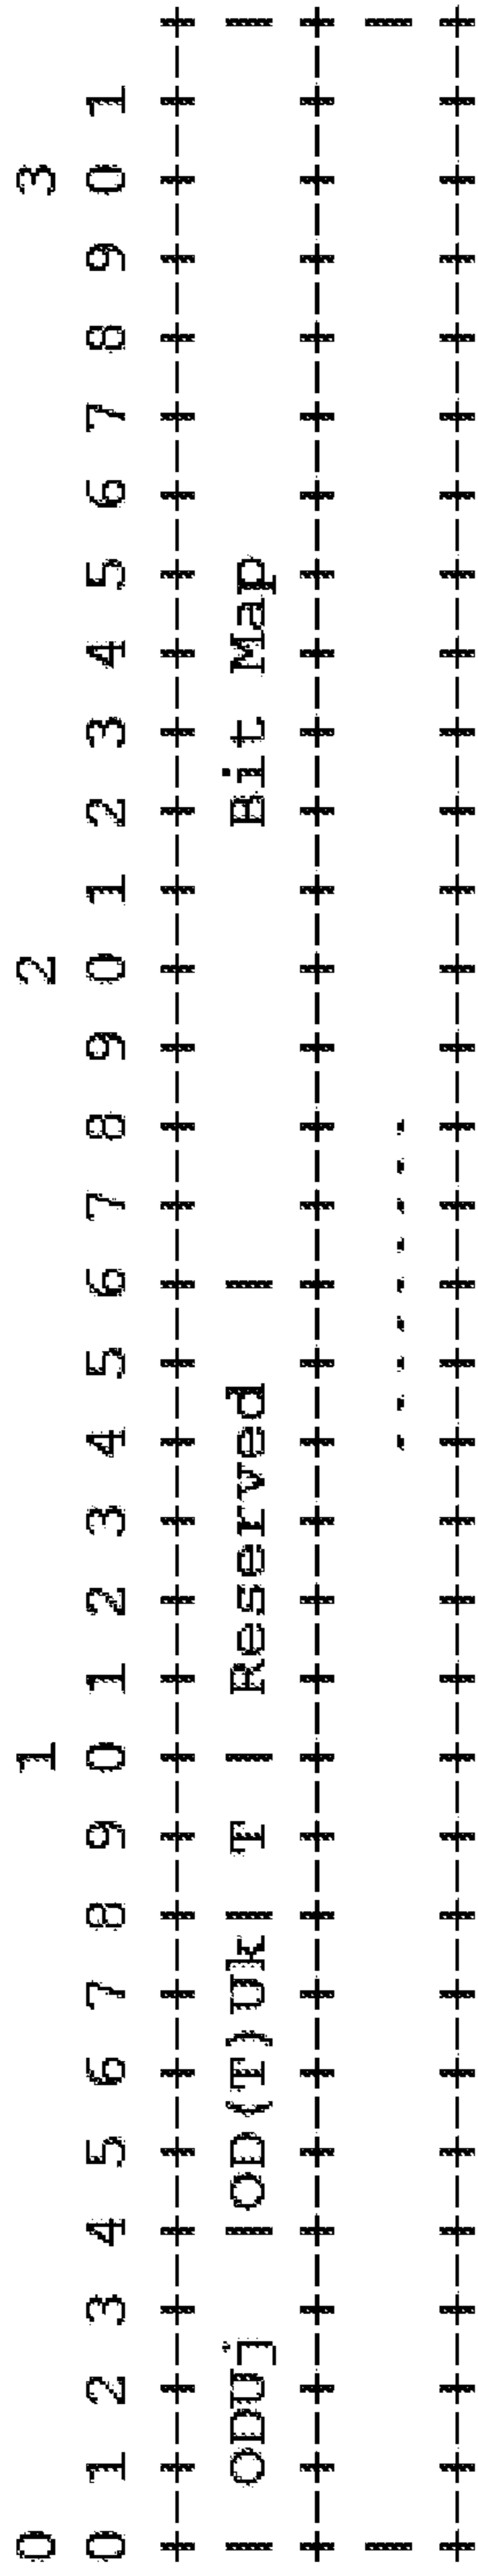 0                   1                   2                   3
0 1 2 3 4 5 6 7 8 9 0 1 2 3 4 5 6 7 8 9 0 1 2 3 4 5 6 7 8 9 0 1
+-+-+-+-+-+-+-+-+-+-+-+-+-+-+-+-+-+-+-+-+-+-+-+-+-+-+-+-+-+-+-+-+
| ODUj  |OD(T)Uk| T | Reserved  |           Bit Map             |
+-+-+-+-+-+-+-+-+-+-+-+-+-+-+-+-+-+-+-+-+-+-+-+-+-+-+-+-+-+-+-+-+
|                           .........                           |
+-+-+-+-+-+-+-+-+-+-+-+-+-+-+-+-+-+-+-+-+-+-+-+-+-+-+-+-+-+-+-+-+